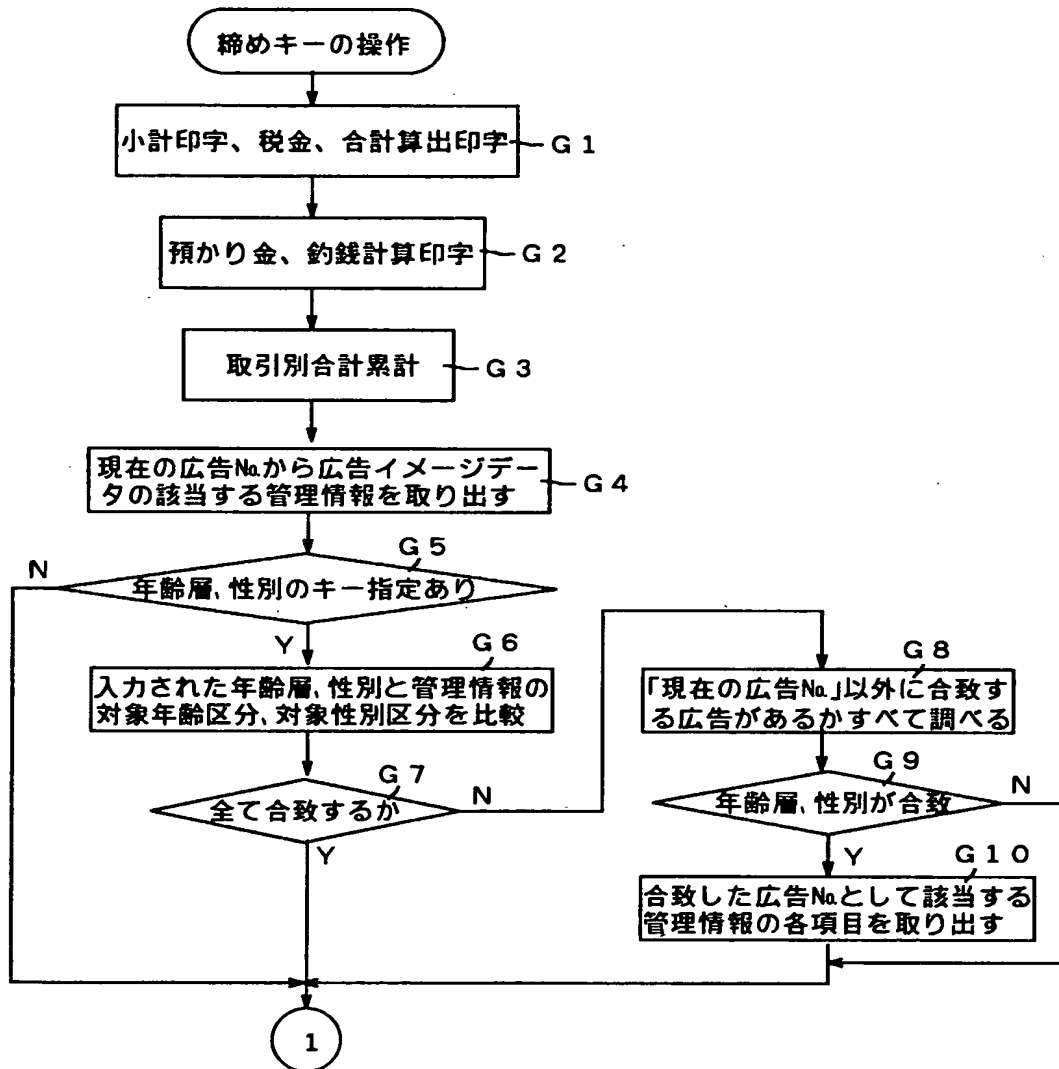 締めキーの操作
小計印字、税金、合計算出印字
G1
預かり金、釣銭計算印字
G2
取引別合計累計
G3
現在の広告№から広告イメージデー
タの該当する管理情報を取り出す
G4
G5
N
年齢層、性別のキー指定あり
Y
G6
入力された年齢層、性別と管理情報の
対象年齢区分、対象性別区分を比較
G7
全て合致するか
N
Y
G8
「現在の広告№」以外に合致す
る広告があるかすべて調べる
G9
年齢層、性別が合致
N
Y
G10
合致した広告№として該当する
管理情報の各項目を取り出す
1